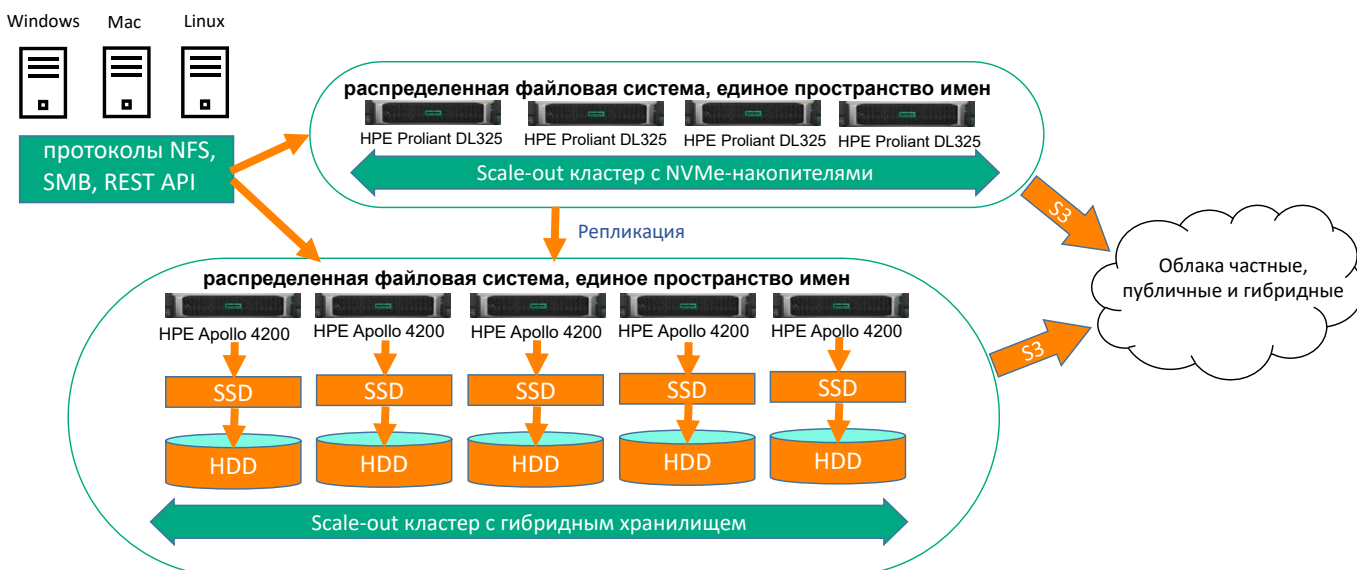 Windows
Mac
Linux
протоколы NFS,
SMB, REST API
распределенная файловая система, единое пространство имен
HPE Proliant DL325
HPE Proliant DL325
HPE Proliant DL325
HPE Proliant DL325
Scale-out кластер с NVMe-накопителями
S3
Репликация
Облака частные,
публичные и гибридные
распределенная файловая система, единое пространство имен
HPE Apollo 4200
HPE Apollo 4200
HPE Apollo 4200
HPE Apollo 4200
HPE Apollo 4200
S3
SSD
SSD
SSD
SSD
SSD
HDD
HDD
HDD
HDD
HDD
Scale-out кластер с гибридным хранилищем